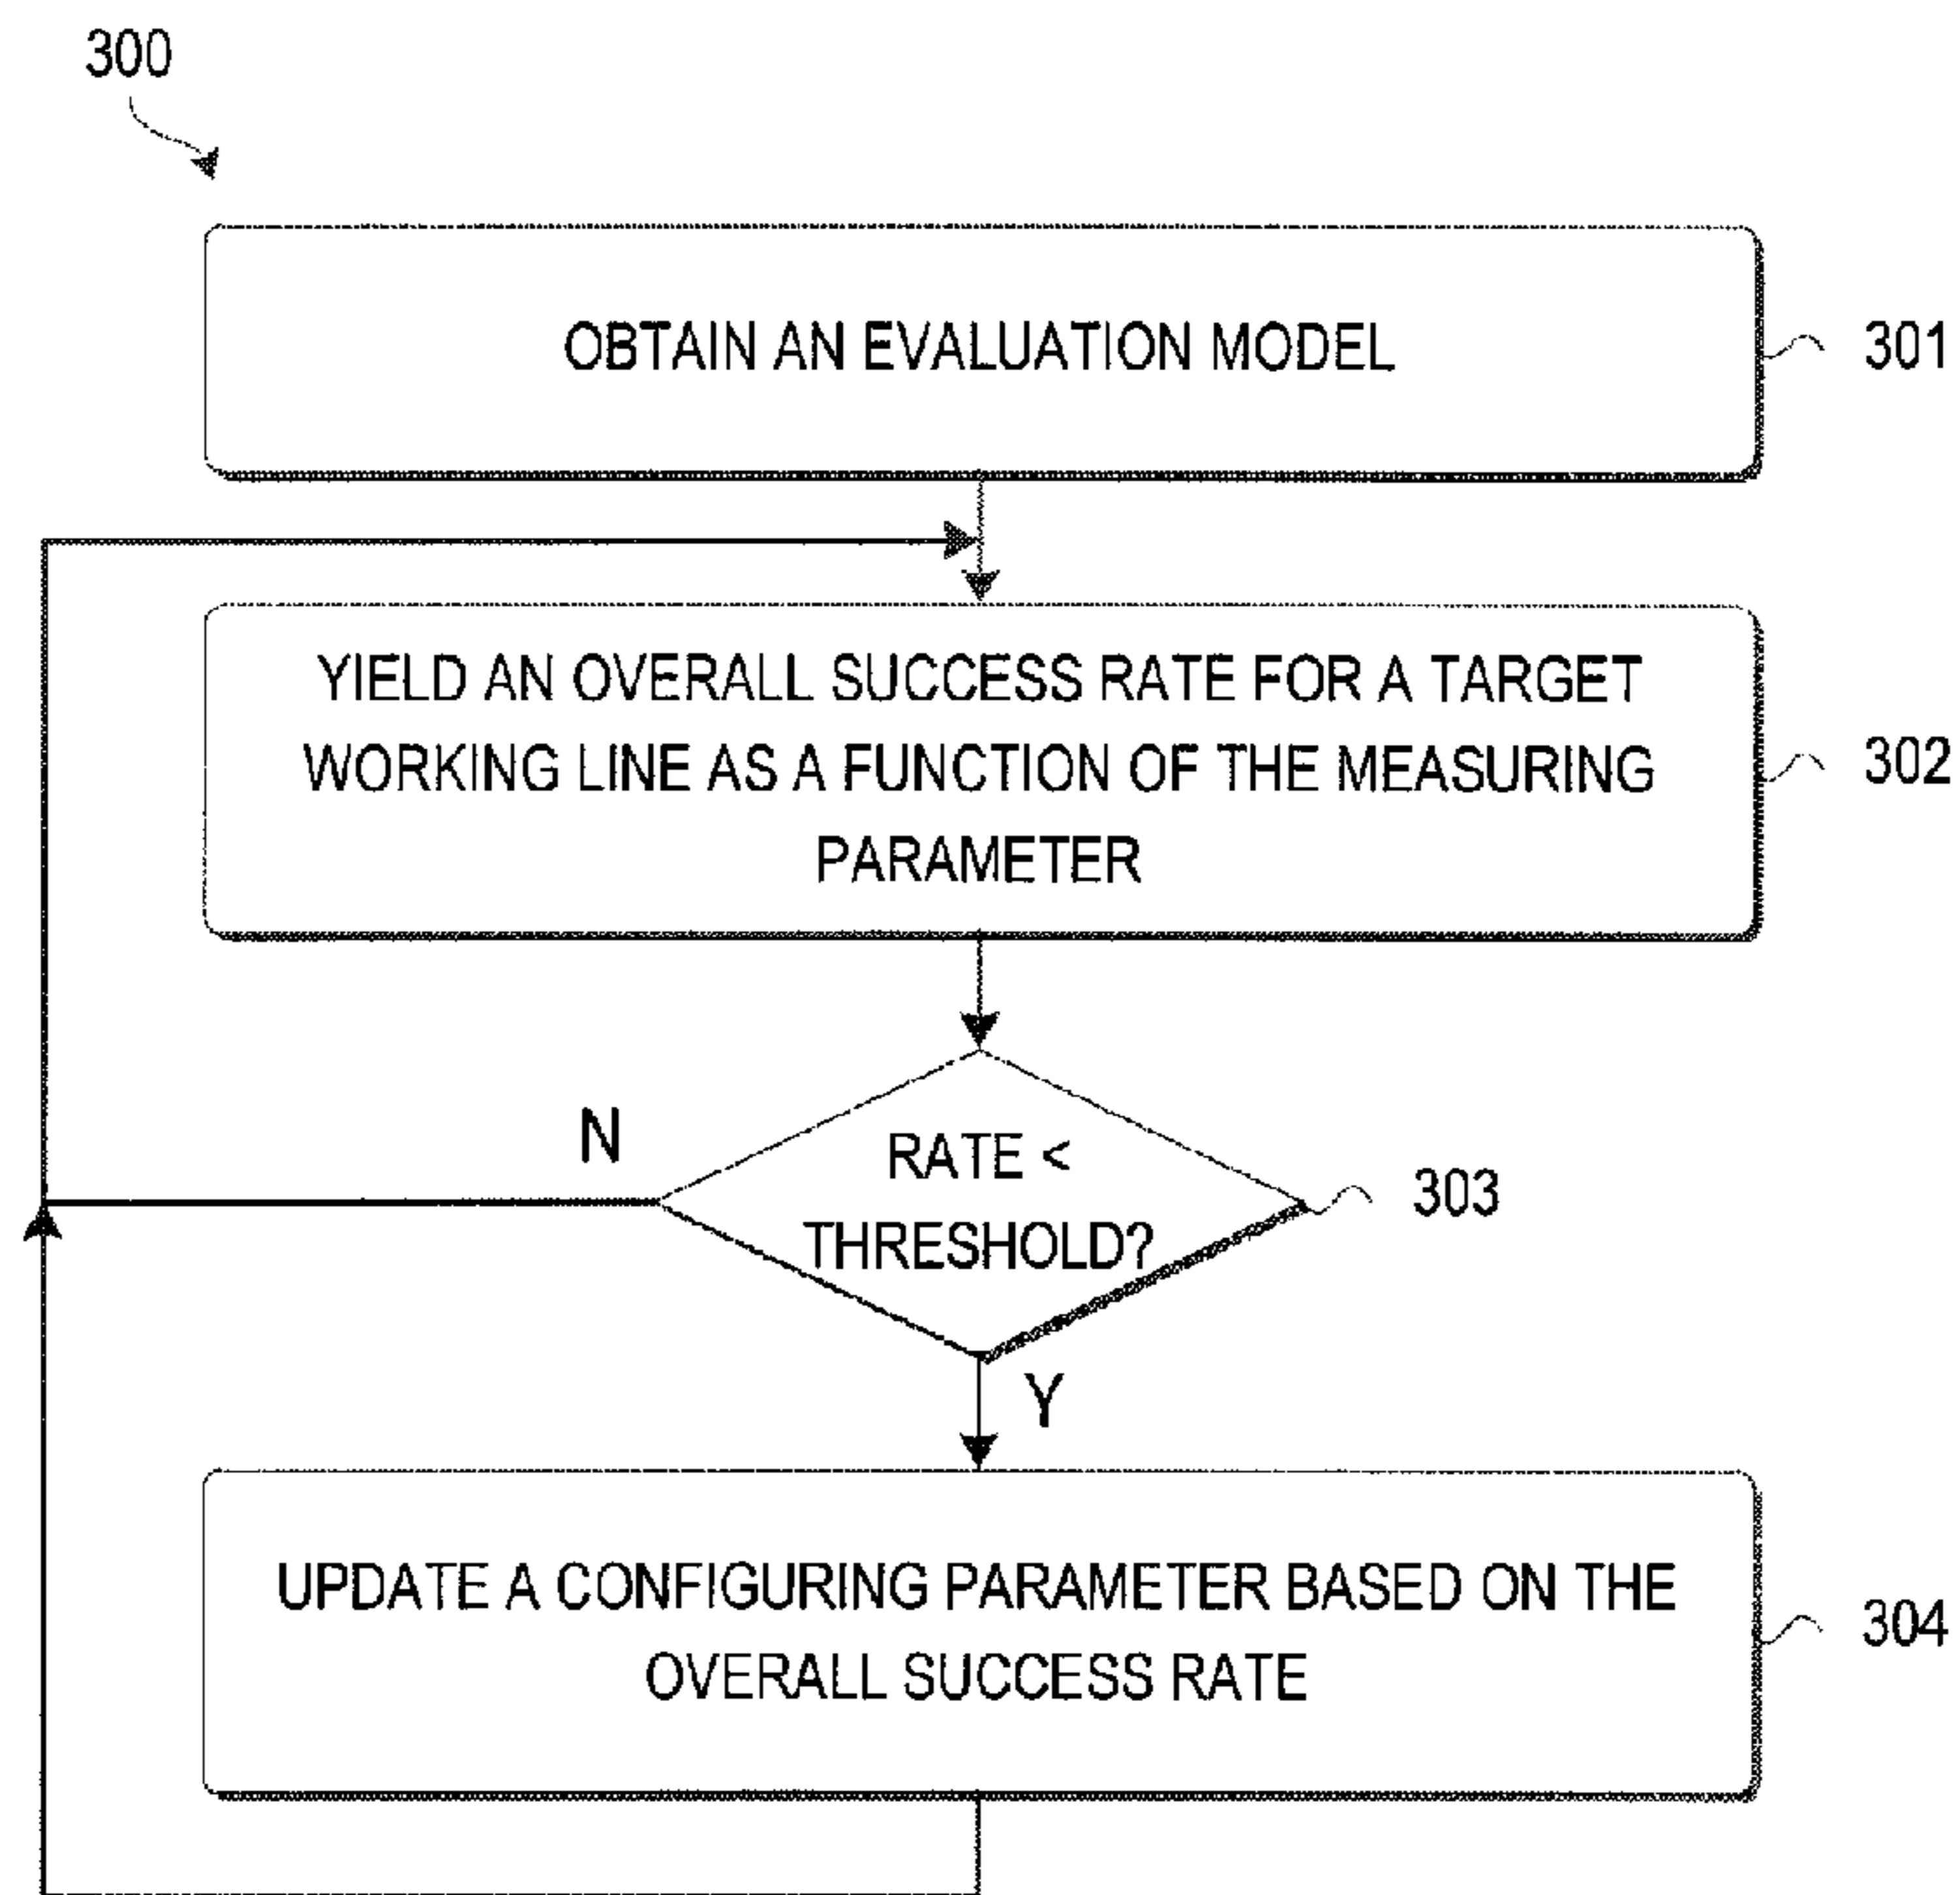 300
OBTAIN AN EVALUATION MODEL
301
YIELD AN OVERALL SUCCESS RATE FOR A TARGET
WORKING LINE AS A FUNCTION OF THE MEASURING
PARAMETER
302
N
RATE <
THRESHOLD?
303
Y
UPDATE A CONFIGURING PARAMETER BASED ON THE
OVERALL SUCCESS RATE
304